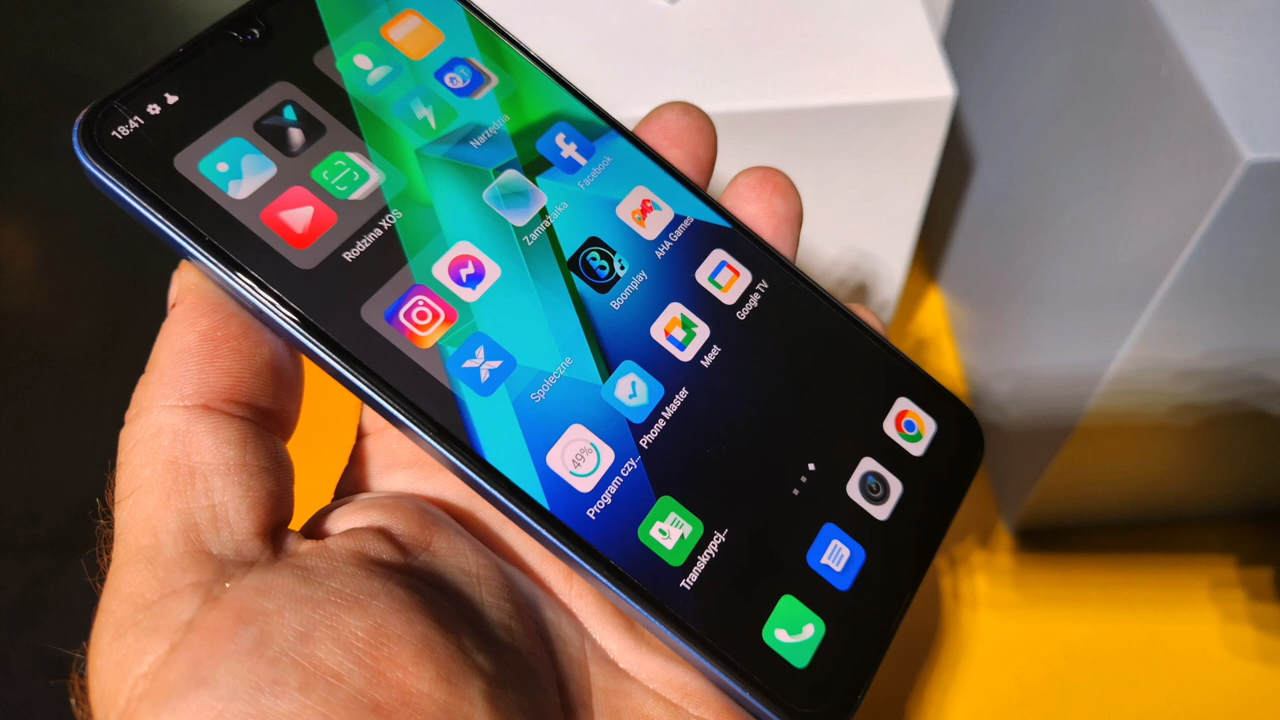 18:41
Rodzina XOS
Narzędzia
Społeczne
Zamrażarka
Facebook
Program czy...
Phone Master
Boomplay
AHA Games
Transkrypcj...
Meet
Google TV
49%